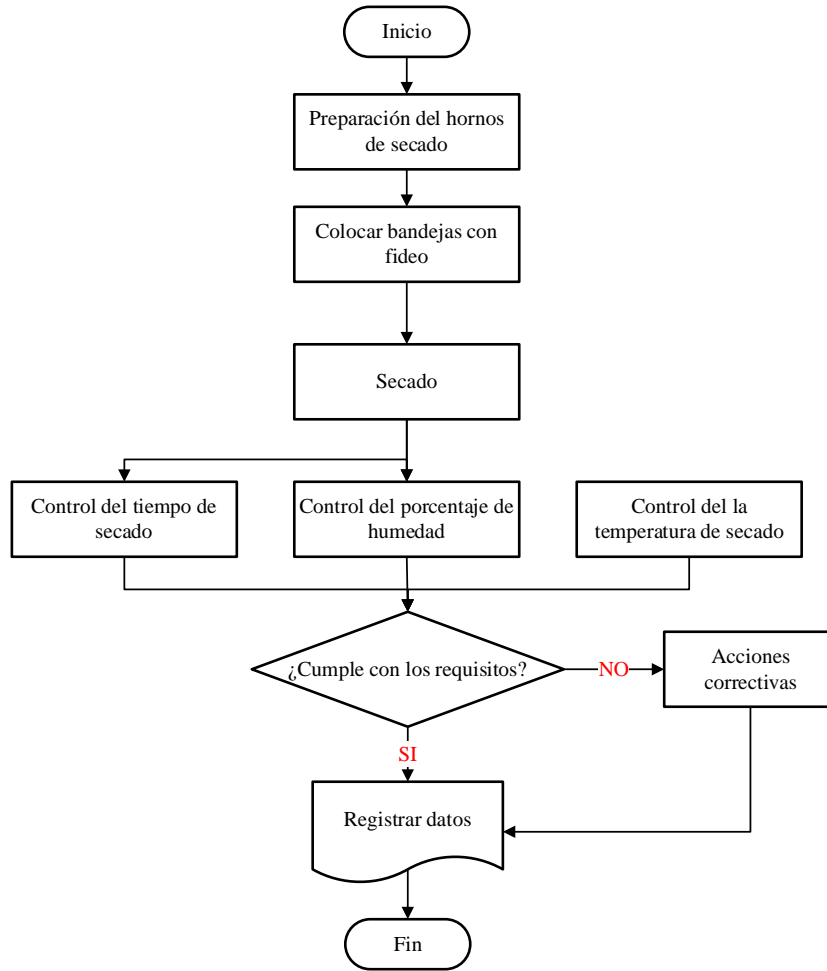 Inicio
Preparación del hornos
de secado
Colocar bandejas con
fideo
Secado
Control del tiempo de
secado
Control del porcentaje de
humedad
Control del la
temperatura de secado
¿Cumple con los requisitos?
NO
Acciones
correctivas
SI
Registrar datos
Fin